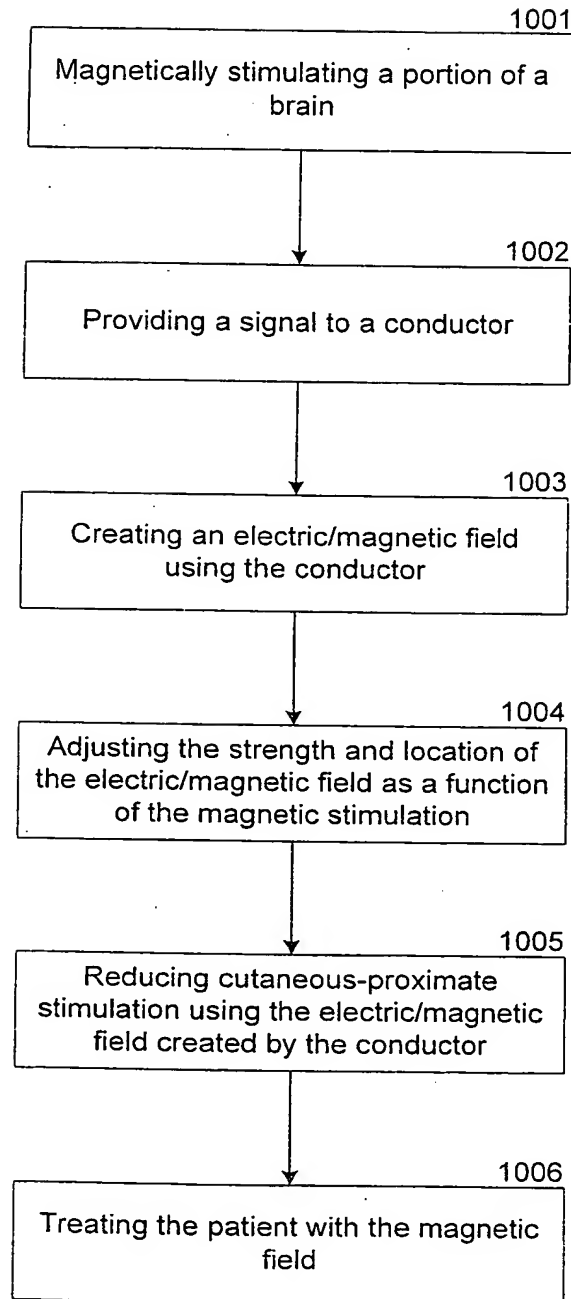 1001
Magnetically stimulating a portion of a
brain
1002
Providing a signal to a conductor
1003
Creating an electric/magnetic field
using the conductor
1004
Adjusting the strength and location of
the electric/magnetic field as a function
of the magnetic stimulation
1005
Reducing cutaneous-proximate
stimulation using the electric/magnetic
field created by the conductor
1006
Treating the patient with the magnetic
field